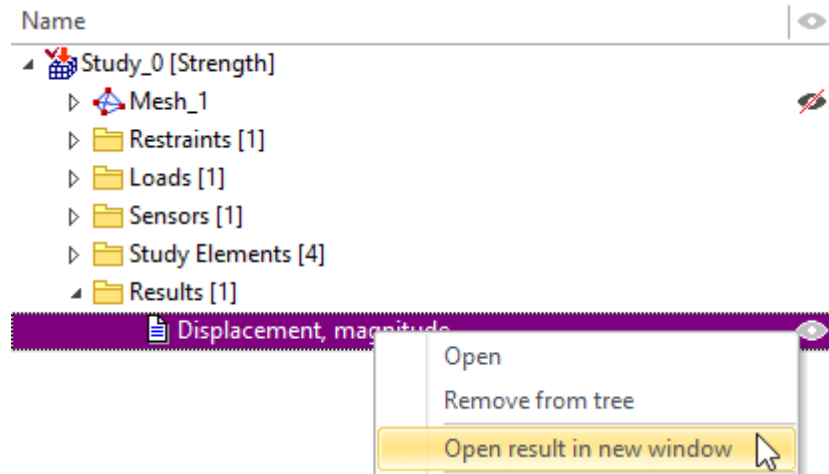 Name
Study_0 [Strength]
Mesh_1
Restraints [1]
Loads [1]
Sensors [1]
Study Elements [4]
Results [1]
Displacement, magnitude
Open
Remove from tree
Open result in new window